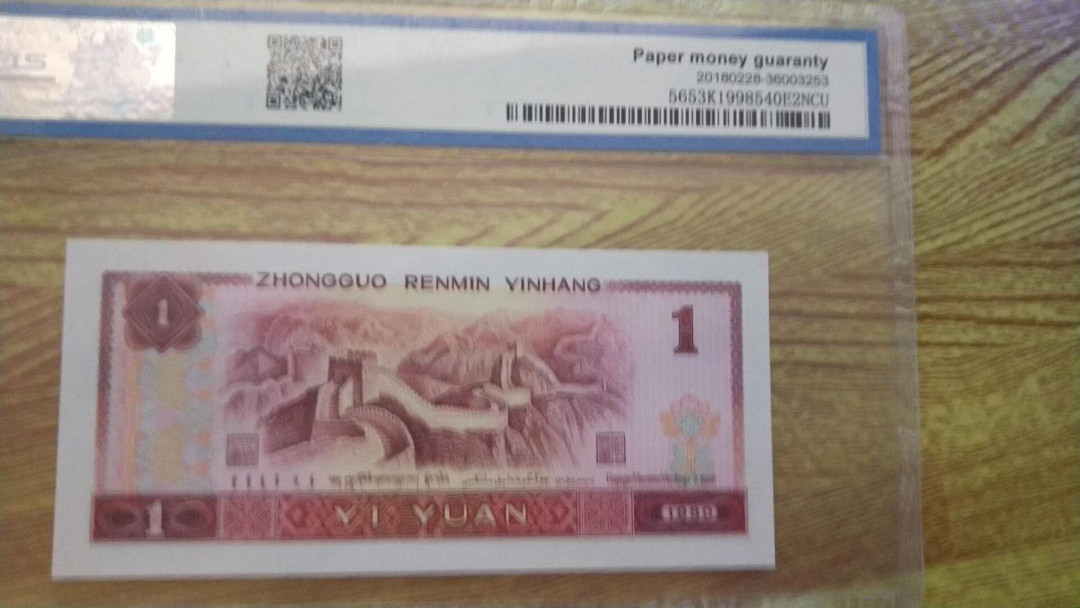 Paper money guaranty
20180228-36003253
5653K1998540E2NCU
ZHONGGUO RENMIN YINHANG
1
1
1
YI YUAN